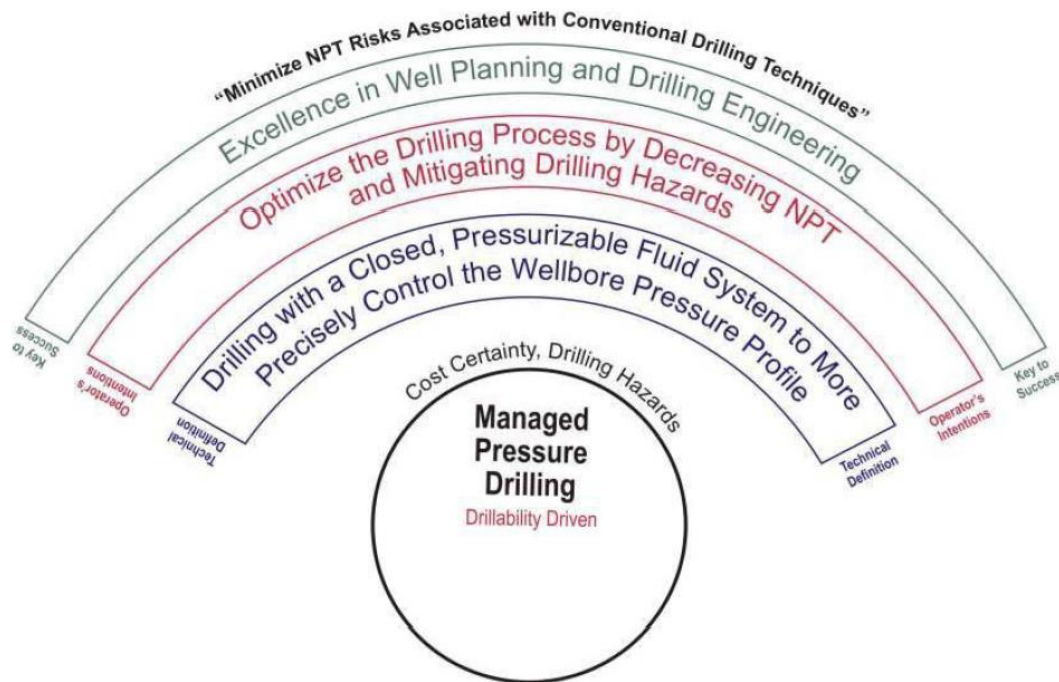 “Minimize NPT Risks Associated with Conventional Drilling Techniques”
Excellence in Well Planning and Drilling Engineering
Optimize the Drilling Process by Decreasing NPT
and Mitigating Drilling Hazards
Drilling with a Closed, Pressurizable Fluid System to More
Precisely Control the Wellbore Pressure Profile
Key to
Success
Operator's
Intentions
Technical
Definition
Key to
Success
Operator's
Intentions
Technical
Definition
Cost Certainty, Drilling Hazards
Managed
Pressure
Drilling
Drillability Driven